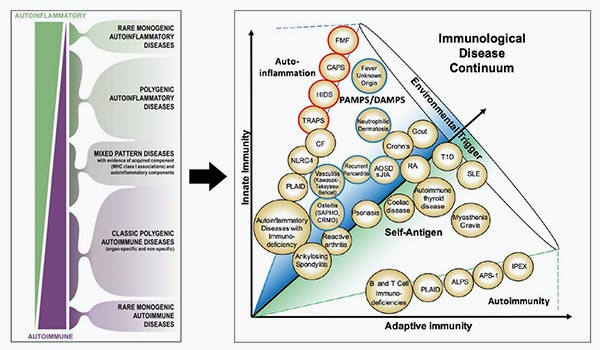 AUTOINFLAMMATORY
RARE MONOGENIC
AUTOINFLAMMATORY
DISEASES
POLYGENIC
AUTOINFLAMMATORY
DISEASES
MIXED PATTERN DISEASES
with evidence of acquired component
(MHC class I associations) and
autoinflammatory components
CLASSIC POLYGENIC
AUTOIMMUNE DISEASES
(organ-specific and non-specific)
RARE MONOGENIC
AUTOIMMUNE
DISEASES
AUTOIMMUNE
Immunological
Disease
Continuum
Innate Immunity
Adaptive immunity
Auto-
inflammation
PAMPS/DAMPS
Environmental Trigger
Self-Antigen
Autoimmunity
FMF
CAPS
HIDS
TRAPS
CF
NLRC4
PLAID
Autoinflammatory
Diseases with
Immuno-
deficiency
Fever
Unknown
Origin
Neutrophilic
Dermatosis
Crohn's
Gout
Vasculitis
(Kawasaki-
Takayasu-
Behcet)
Recurrent
Pericarditis
AOSD
sJIA
RA
T1D
SLE
Osteitis
(SAPHO,
CRMO)
Psoriasis
Coeliac
disease
Autoimmune
thyroid
disease
Myasthenia
Gravis
Reactive
arthritis
Ankylosing
Spondylitis
B and T Cell
Immuno-
deficiencies
PLAID
ALPS
APS-1
IPEX